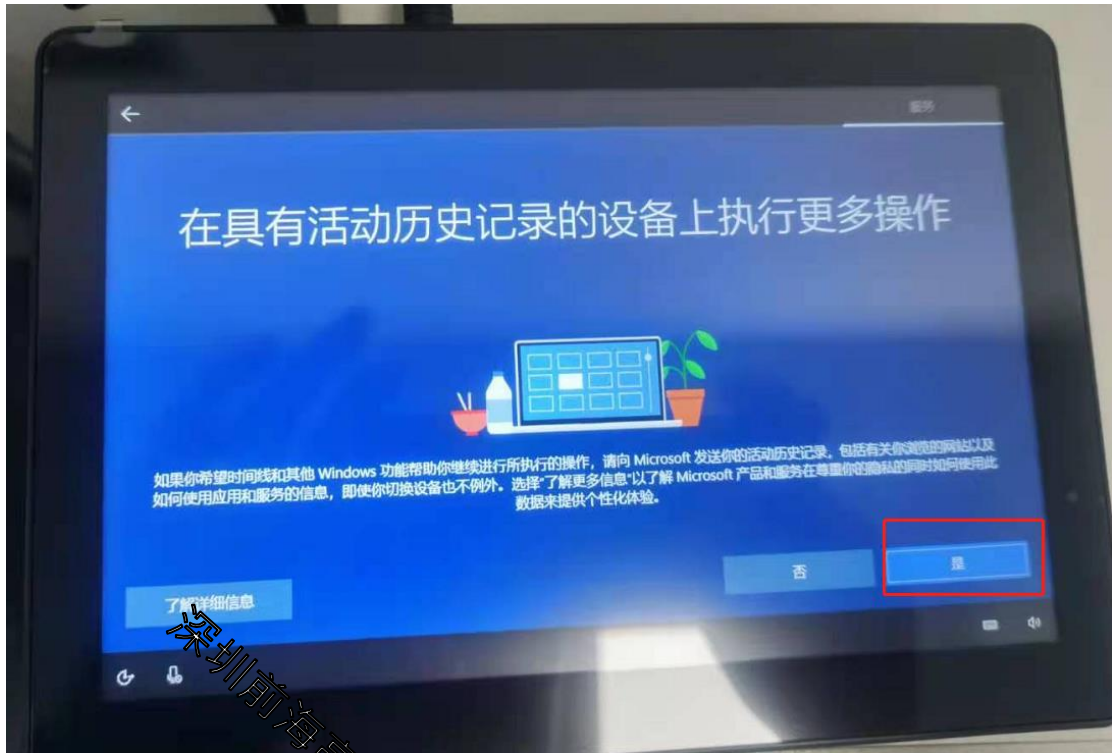 服务
在具有活动历史记录的设备上执行更多操作
如果你希望时间线和其他 Windows 功能帮助你继续进行所执行的操作，请向 Microsoft 发送你的活动历史记录，包括有关你浏览的网站以及
如何使用应用和服务的信息，即使你切换设备也不例外。选择“了解更多信息”以了解 Microsoft 产品和服务在尊重你的隐私的同时如何使用此
数据来提供个性化体验。
否
是
了解详细信息
深圳前海